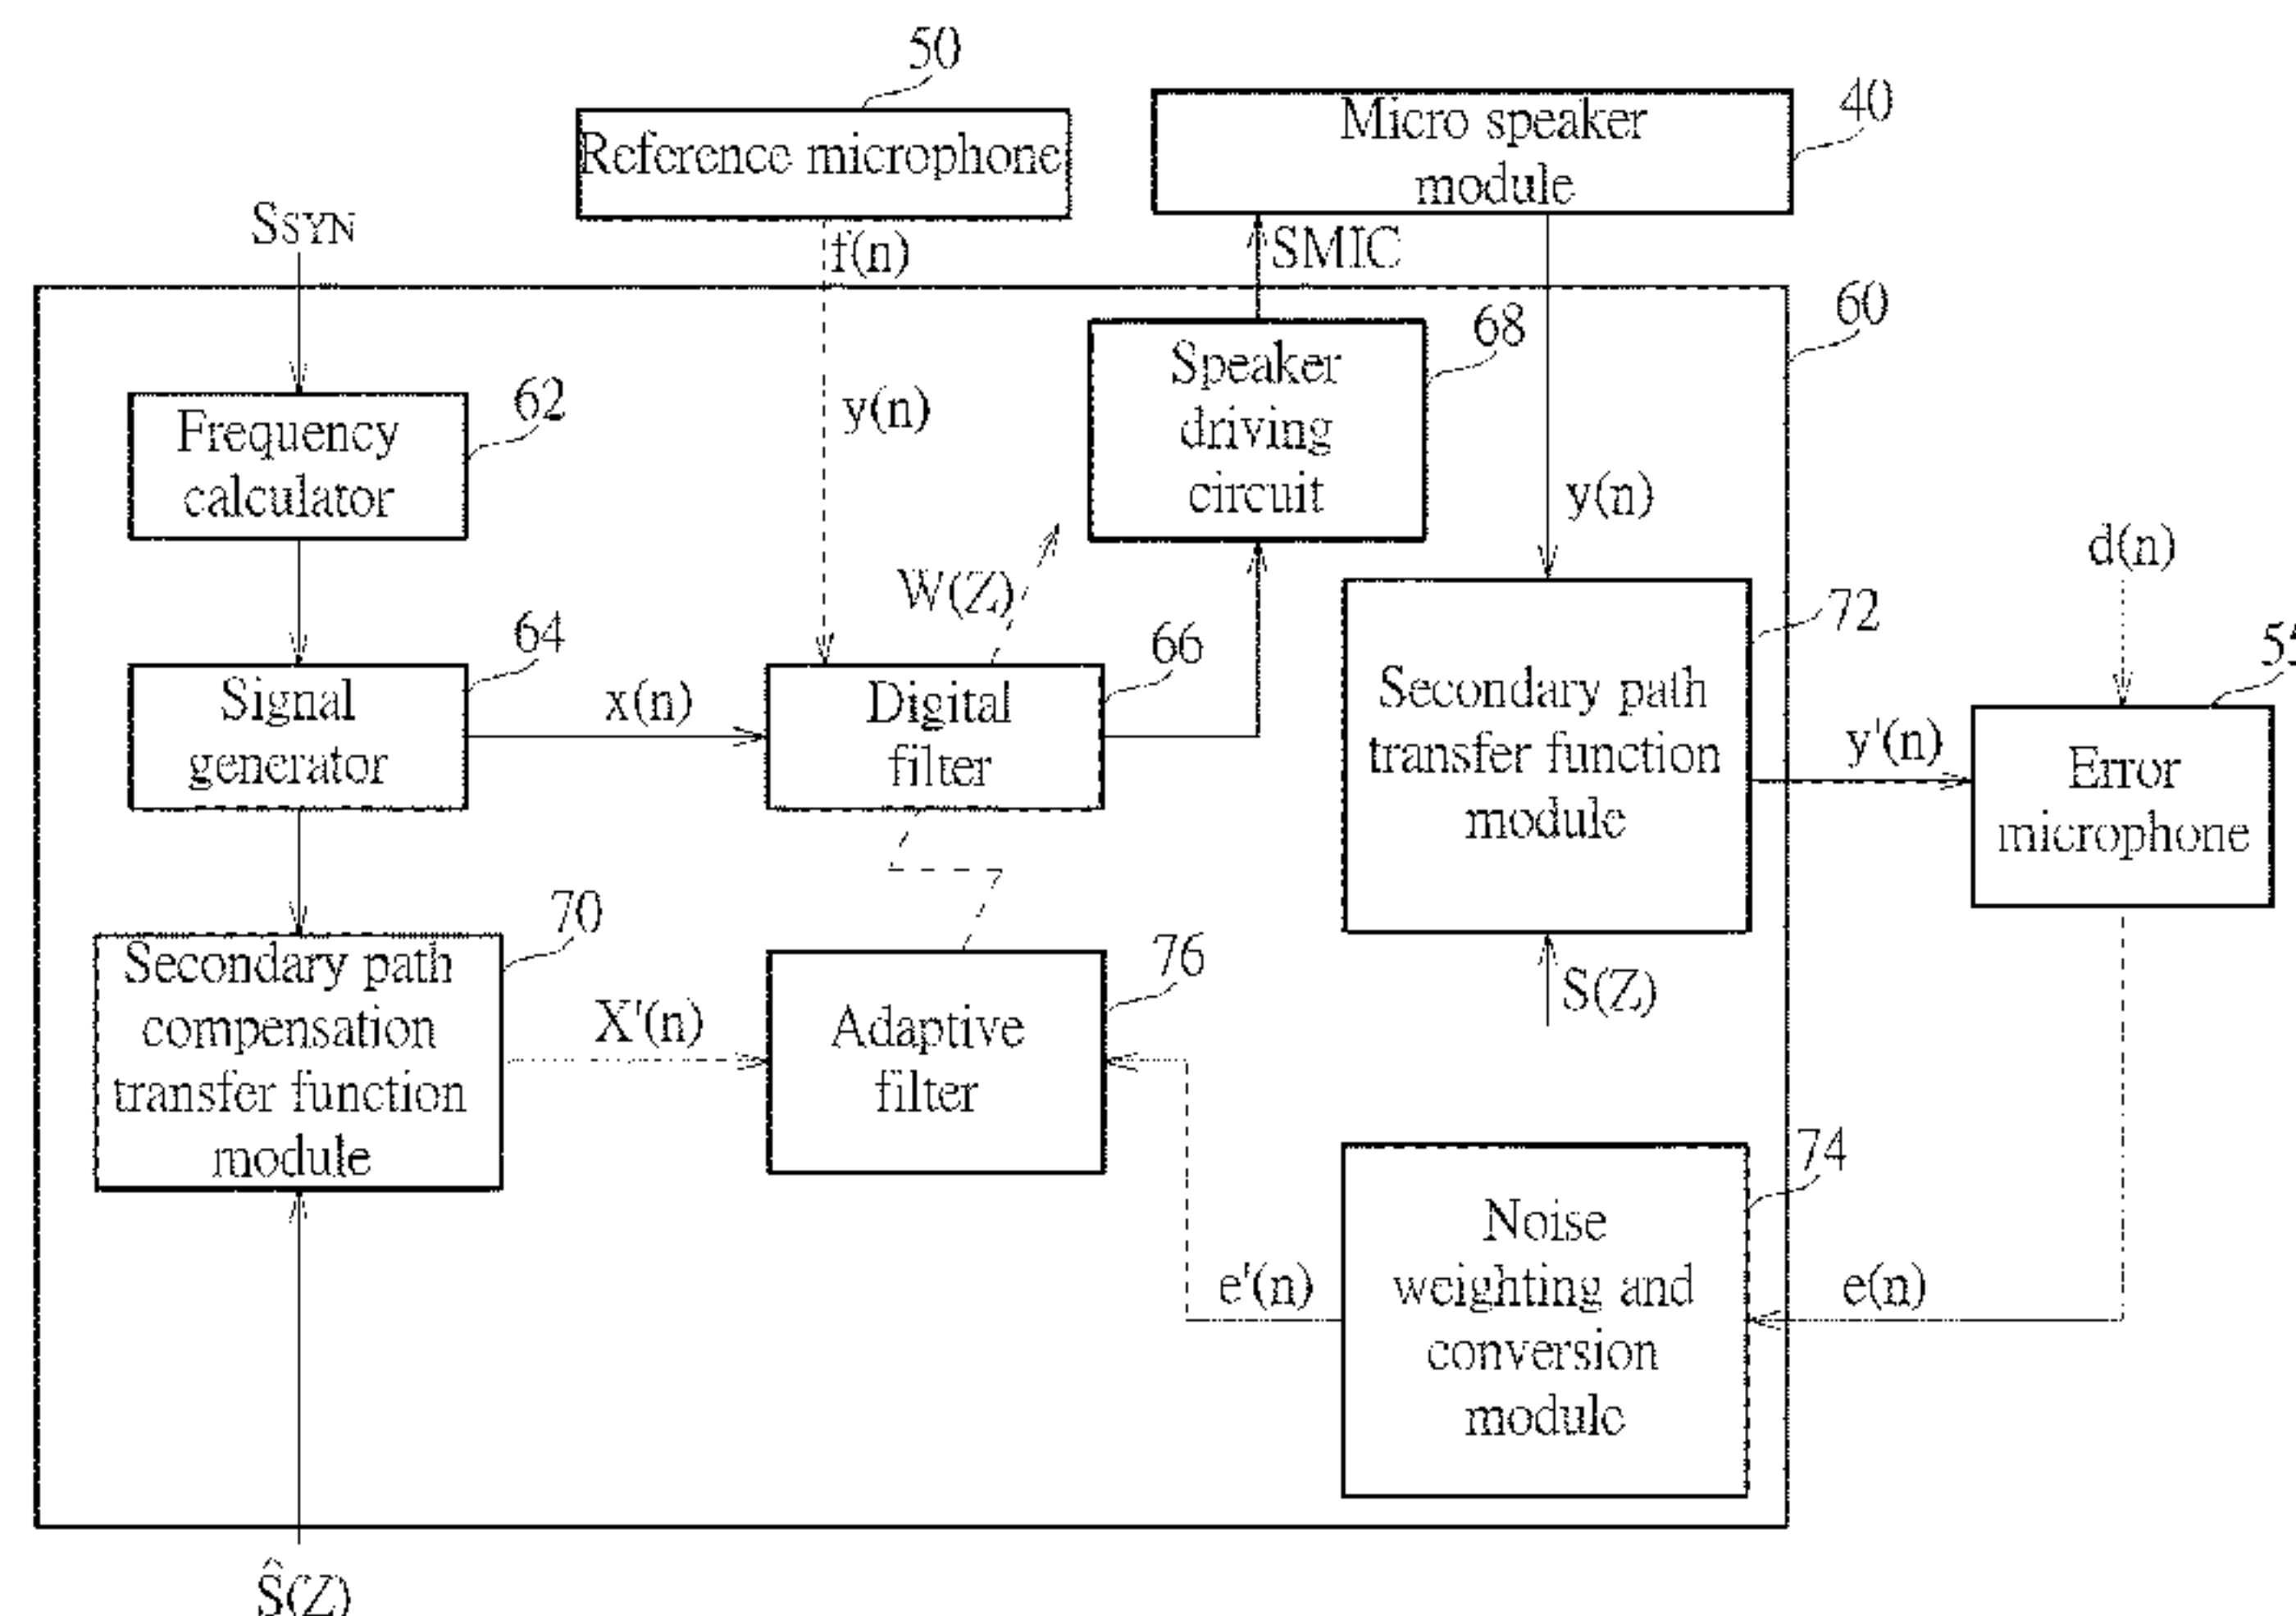 50
Reference microphone
Micro speaker
module
40
SSYN
f(n)
SMIC
60
Frequency
calculator
62
y(n)
Speaker
driving
circuit
68
y(n)
d(n)
W(Z)
Signal
generator
64
x(n)
Digital
filter
66
Secondary path
transfer function
module
72
y'(n)
Error
microphone
55
S(Z)
Secondary path
compensation
transfer function
module
70
X'(n)
Adaptive
filter
76
Noise
weighting and
conversion
module
74
e'(n)
e(n)
Ŝ(Z)